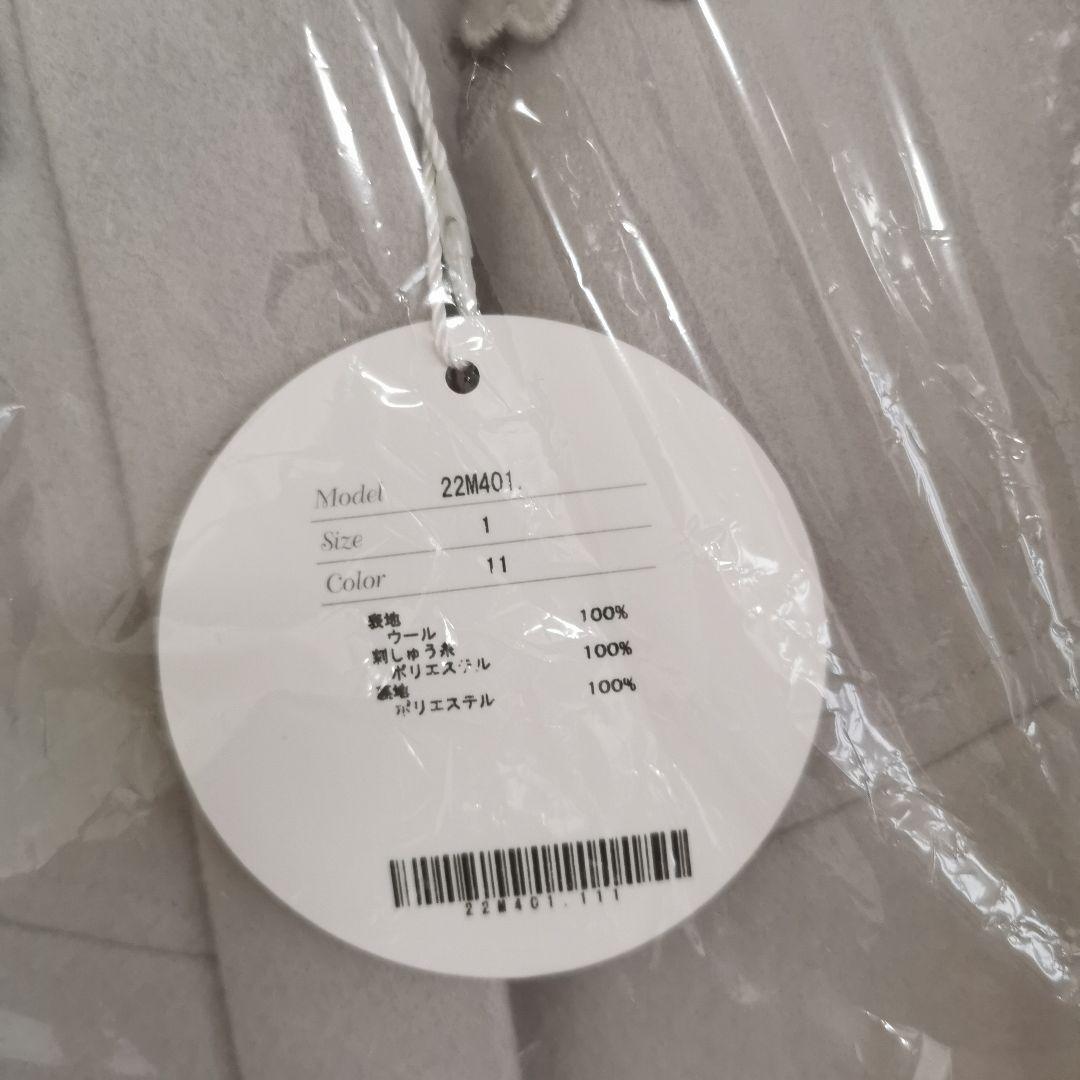 Model 22M401.
Size 1
Color 11
表地 100%
ウール
刺しゅう糸 100%
ポリエステル
裏地 100%
ポリエステル
22M401.111